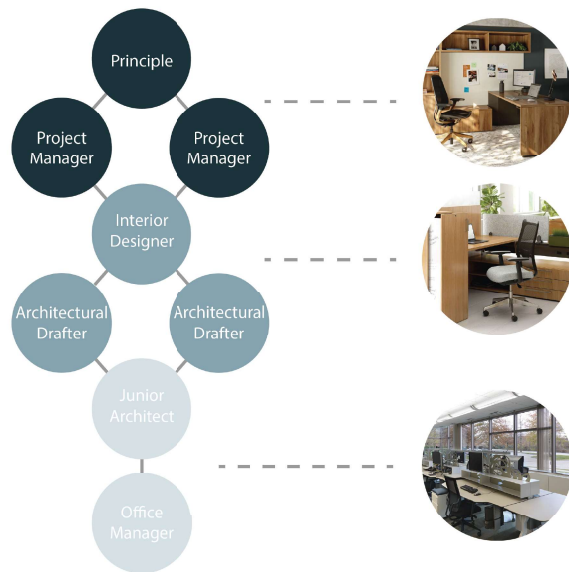 Principle
Project
Manager
Project
Manager
Interior
Designer
Architectural
Drafter
Architectural
Drafter
Junior
Architect
Office
Manager